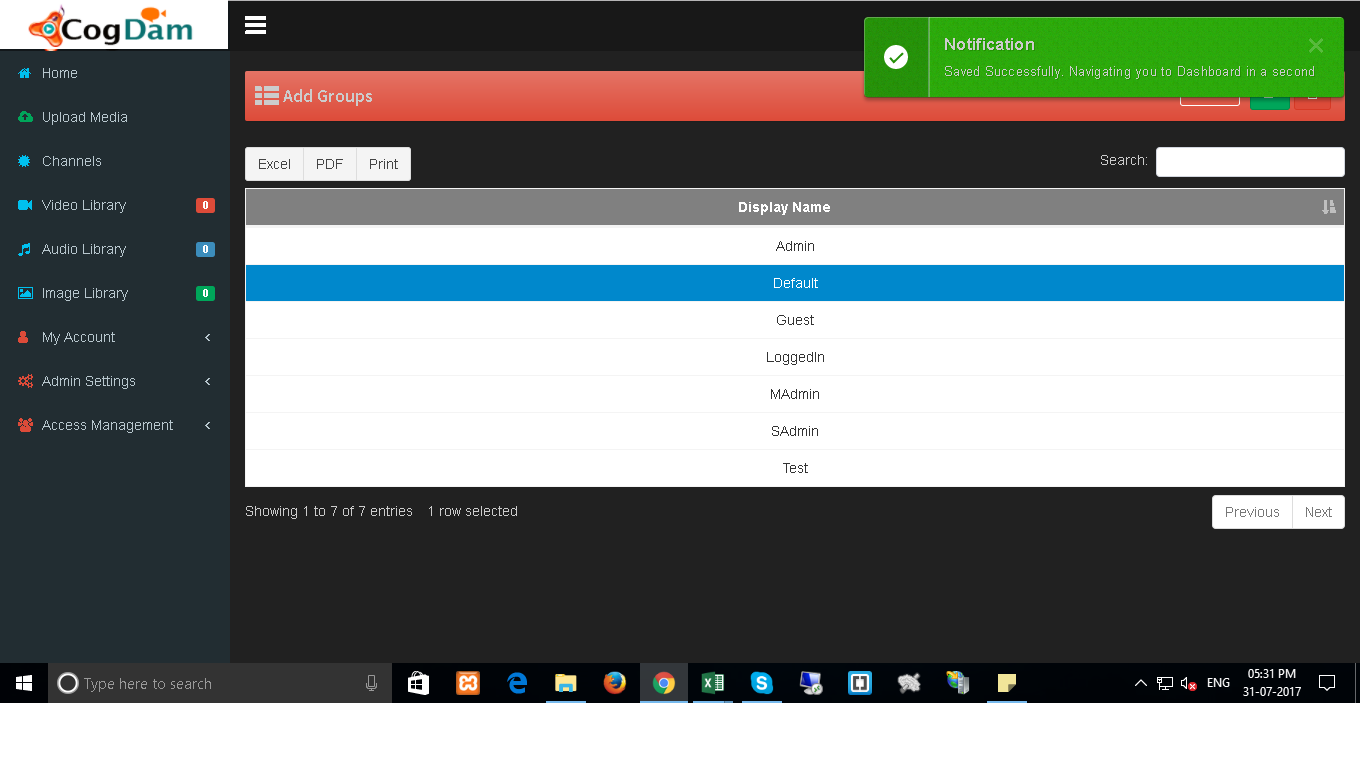 CogDam
Notification
Saved Successfully. Navigating you to Dashboard in a second
Home
Upload Media
Channels
Video Library 0
Audio Library 0
Image Library 0
My Account
Admin Settings
Access Management
Add Groups
Excel PDF Print
Search:
Display Name
Admin
Default
Guest
LoggedIn
MAdmin
SAdmin
Test
Showing 1 to 7 of 7 entries 1 row selected
Previous Next
Type here to search
ENG
05:31 PM
31-07-2017